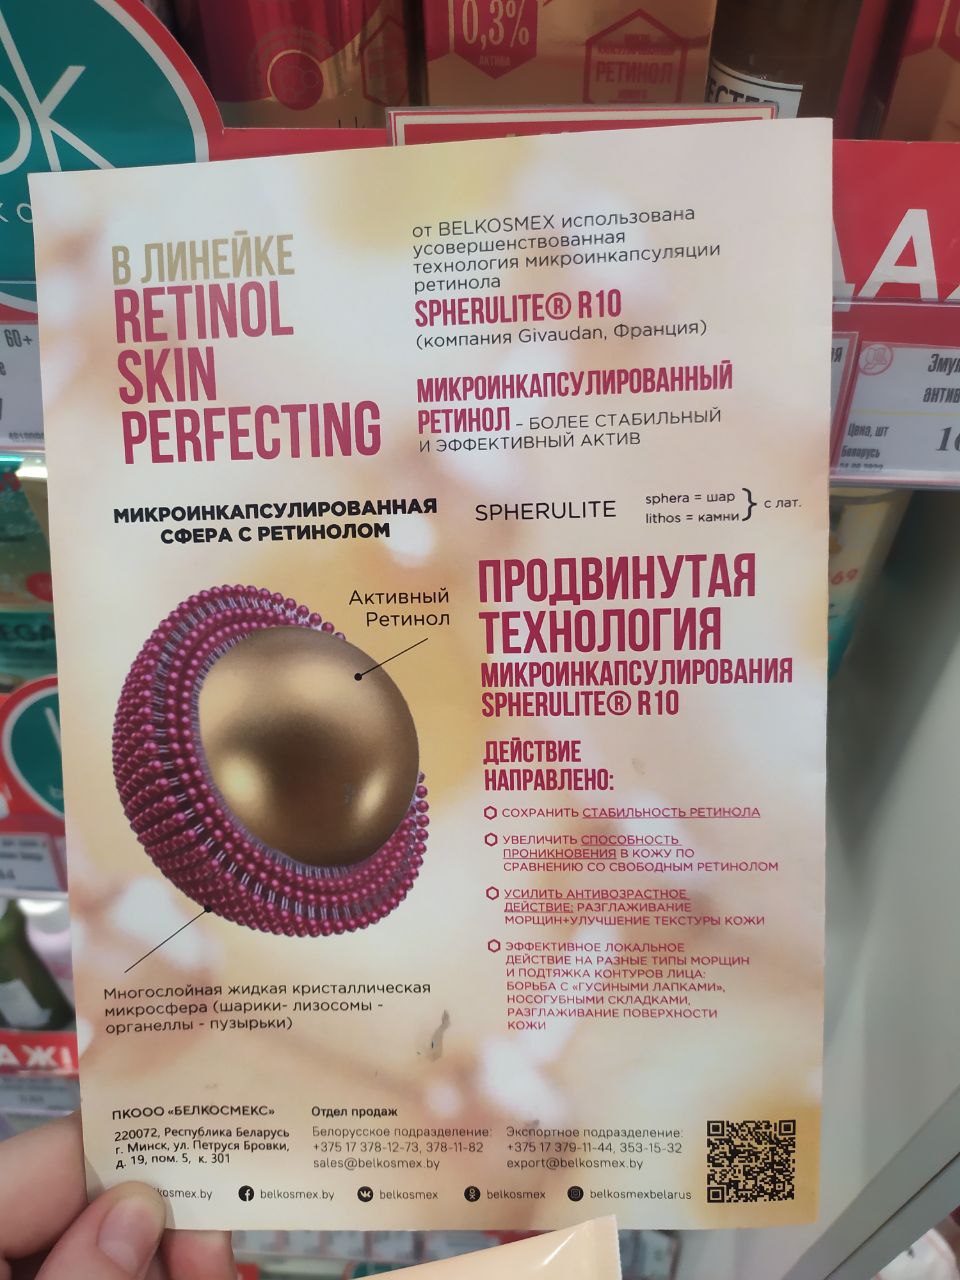 0,3%
АКТИВА
РЕТИНОЛ
60+
В ЛИНЕЙКЕ
RETINOL
SKIN
PERFECTING
от BELKOSMEX использована
усовершенствованная
технология микроинкапсуляции
ретинола
SPHERULITE® R10
(компания Givaudan, Франция)
МИКРОИНКАПСУЛИРОВАННЫЙ
РЕТИНОЛ – БОЛЕЕ СТАБИЛЬНЫЙ
И ЭФФЕКТИВНЫЙ АКТИВ
МИКРОИНКАПСУЛИРОВАННАЯ
СФЕРА С РЕТИНОЛОМ
SPHERULITE
sphera = шар
lithos = камни
с лат.
Активный
Ретинол
ПРОДВИНУТАЯ
ТЕХНОЛОГИЯ
МИКРОИНКАПСУЛИРОВАНИЯ
SPHERULITE® R10
ДЕЙСТВИЕ
НАПРАВЛЕНО:
СОХРАНИТЬ СТАБИЛЬНОСТЬ РЕТИНОЛА
УВЕЛИЧИТЬ СПОСОБНОСТЬ
ПРОНИКНОВЕНИЯ В КОЖУ ПО
СРАВНЕНИЮ СО СВОБОДНЫМ РЕТИНОЛОМ
УСИЛИТЬ АНТИВОЗРАСТНОЕ
ДЕЙСТВИЕ: РАЗГЛАЖИВАНИЕ
МОРЩИН+УЛУЧШЕНИЕ ТЕКСТУРЫ КОЖИ
ЭФФЕКТИВНОЕ ЛОКАЛЬНОЕ
ДЕЙСТВИЕ НА РАЗНЫЕ ТИПЫ МОРЩИН
И ПОДТЯЖКА КОНТУРОВ ЛИЦА:
БОРЬБА С «ГУСИНЫМИ ЛАПКАМИ»,
НОСОГУБНЫМИ СКЛАДКАМИ,
РАЗГЛАЖИВАНИЕ ПОВЕРХНОСТИ
КОЖИ
Многослойная жидкая кристаллическая
микросфера (шарики- лизосомы -
органеллы - пузырьки)
ПКООО «БЕЛКОСМЕКС»
220072, Республика Беларусь
г. Минск, ул. Петруся Бровки,
д. 19, пом. 5, к. 301
Отдел продаж
Белорусское подразделение:
+375 17 378-12-73, 378-11-82
sales@belkosmex.by
Экспортное подразделение:
+375 17 379-11-44, 353-15-32
export@belkosmex.by
kosmex.by
belkosmex.by
belkosmex
belkosmex
belkosmexbelarus
Цена, шт
Беларусь